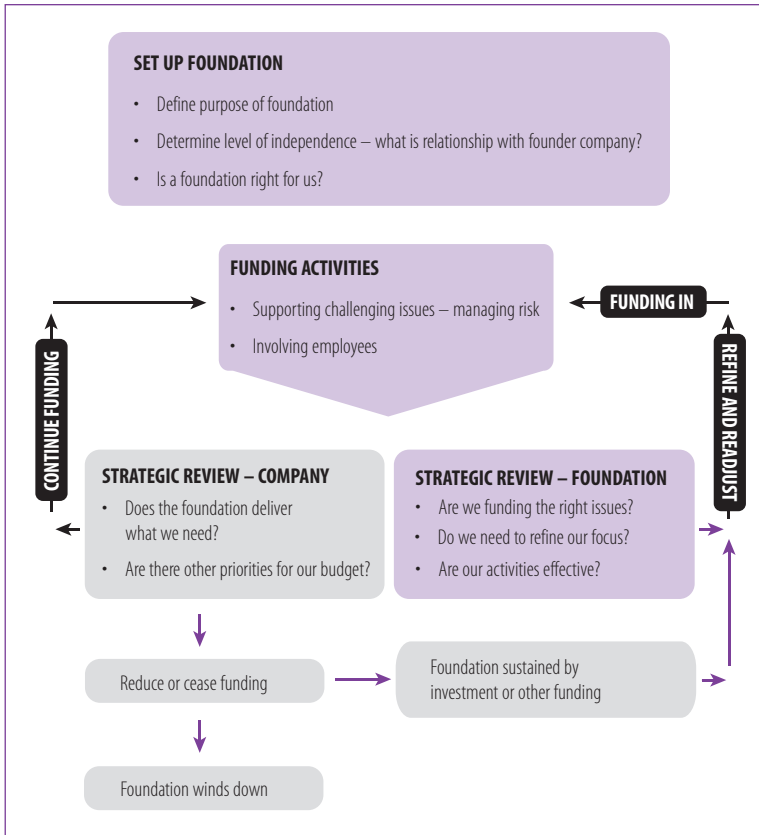 SET UP FOUNDATION
• Define purpose of foundation
• Determine level of independence – what is relationship with founder company?
• Is a foundation right for us?
FUNDING ACTIVITIES
• Supporting challenging issues – managing risk
• Involving employees
FUNDING IN
CONTINUE FUNDING
REFINE AND READJUST
STRATEGIC REVIEW – COMPANY
• Does the foundation deliver
what we need?
• Are there other priorities for our budget?
STRATEGIC REVIEW – FOUNDATION
• Are we funding the right issues?
• Do we need to refine our focus?
• Are our activities effective?
Reduce or cease funding
Foundation sustained by
investment or other funding
Foundation winds down